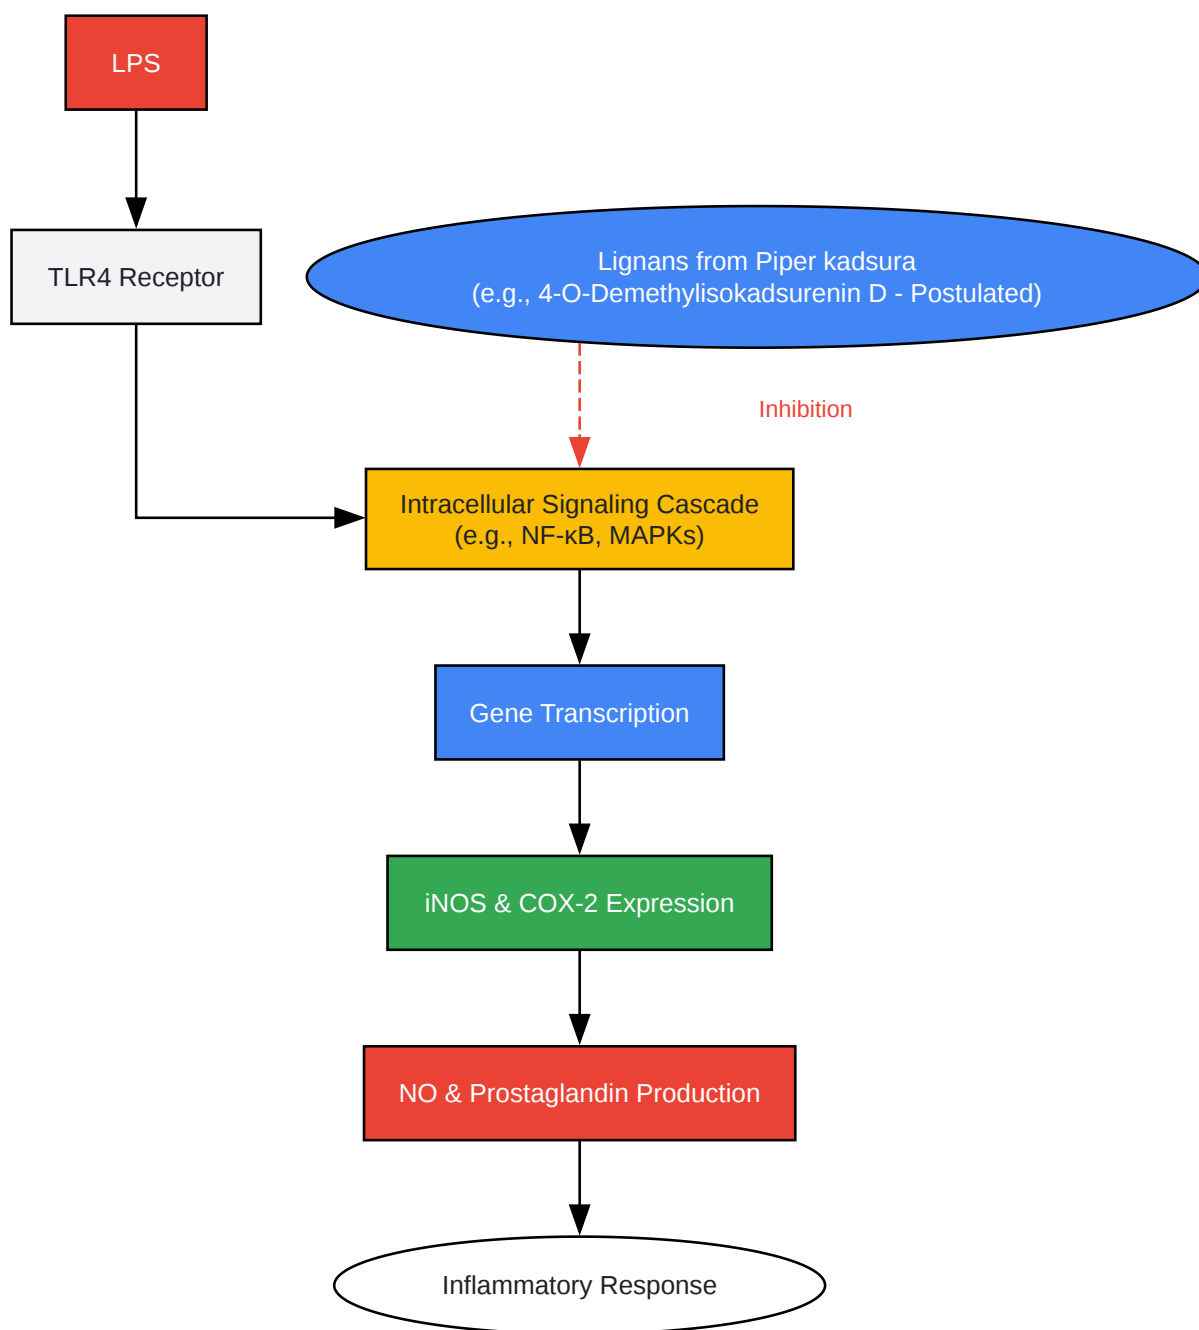 LPS
TLR4 Receptor
Lignans from Piper kadsura
(e.g., 4-O-Demethylisokadsurenin D - Postulated)
Inhibition
Intracellular Signaling Cascade
(e.g., NF-κB, MAPKs)
Gene Transcription
iNOS & COX-2 Expression
NO & Prostaglandin Production
Inflammatory Response